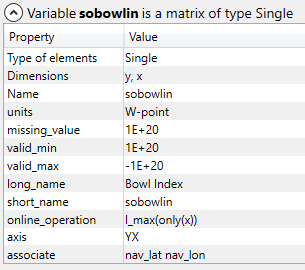 Variable sobowlin is a matrix of type Single
Property Value
Type of elements Single
Dimensions y, x
Name sobowlin
units W-point
missing_value 1E+20
valid_min 1E+20
valid_max -1E+20
long_name Bowl Index
short_name sobowlin
online_operation l_max(only(x))
axis YX
associate nav_lat nav_lon